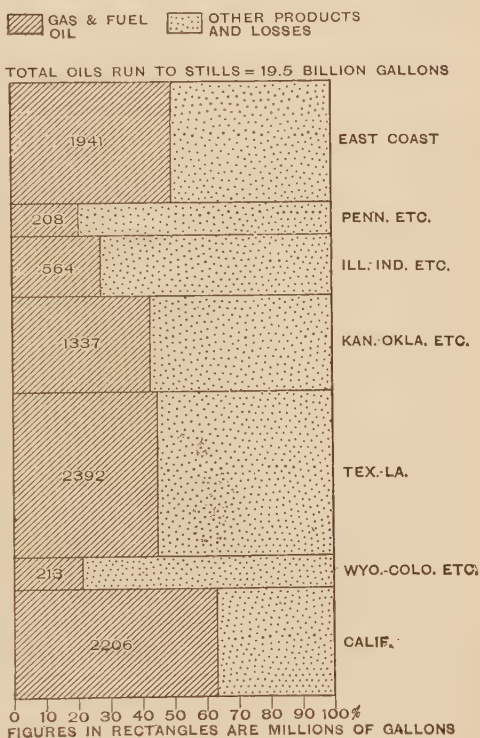 GAS & FUEL OIL
OTHER PRODUCTS AND LOSSES
TOTAL OILS RUN TO STILLS = 19.5 BILLION GALLONS
1941 EAST COAST
208 PENN. ETC.
564 ILL.-IND. ETC.
1337 KAN.-OKLA. ETC.
2392 TEX.-LA.
213 WYO.-COLO. ETC.
2206 CALIF.
0 10 20 30 40 50 60 70 80 90 100%
FIGURES IN RECTANGLES ARE MILLIONS OF GALLONS